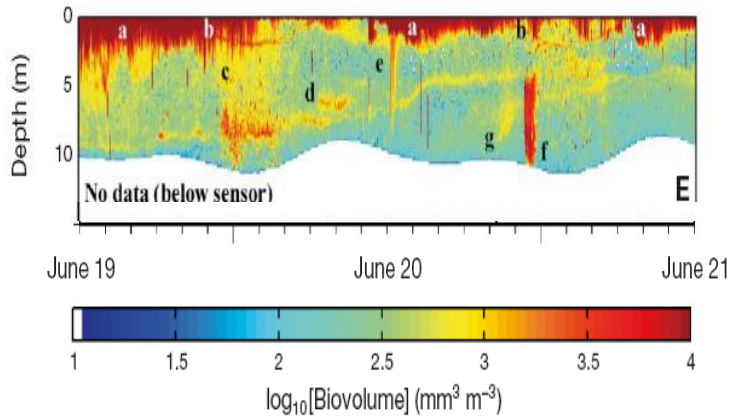 0
a b a b a
c e
5
d
g f
10
No data (below sensor) E
Depth (m)
June 19 June 20 June 21
1 1.5 2 2.5 3 3.5 4
log10[Biovolume] (mm³ m⁻³)